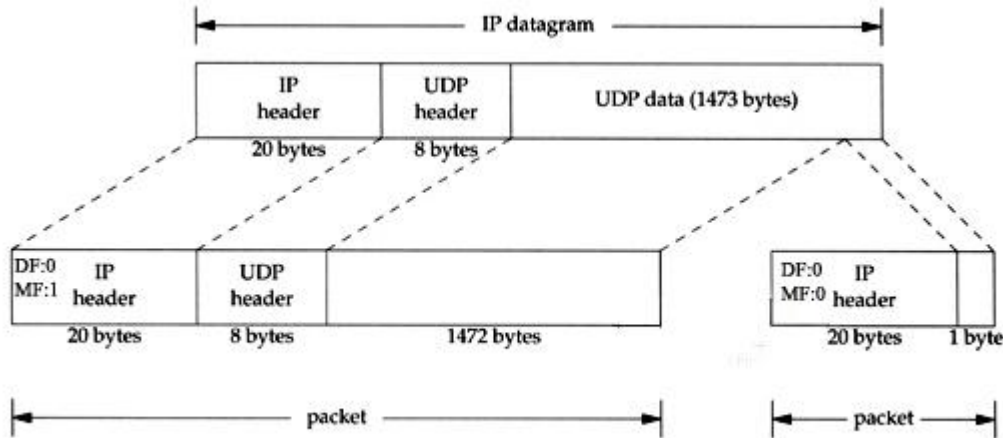 IP datagram
IP
header
UDP
header
UDP data (1473 bytes)
20 bytes
8 bytes
DF:0
MF:1
IP
header
UDP
header
DF:0
MF:0
IP
header
20 bytes
8 bytes
1472 bytes
20 bytes
1 byte
packet
packet